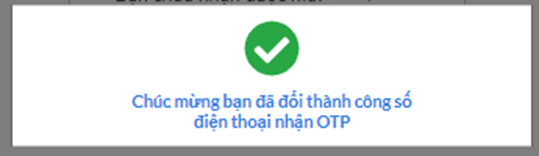 Chúc mừng bạn đã đổi thành công số
điện thoại nhận OTP